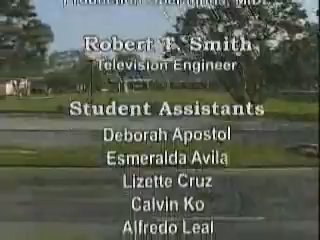 Robert T. Smith
Television Engineer
Student Assistants
Deborah Apostol
Esmeralda Avila
Lizette Cruz
Calvin Ko
Alfredo Leal